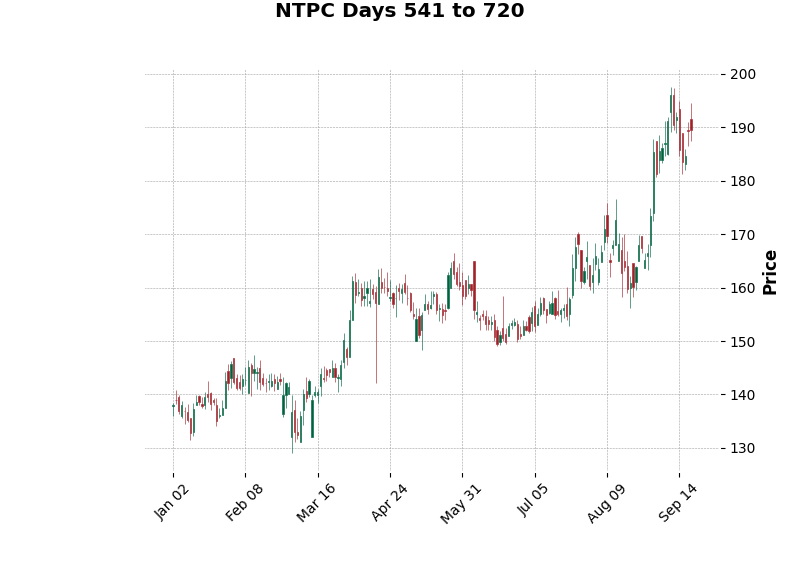 NTPC Days 541 to 720
200
190
180
170
160
150
140
130
Price
Jan 02
Feb 08
Mar 16
Apr 24
May 31
Jul 05
Aug 09
Sep 14